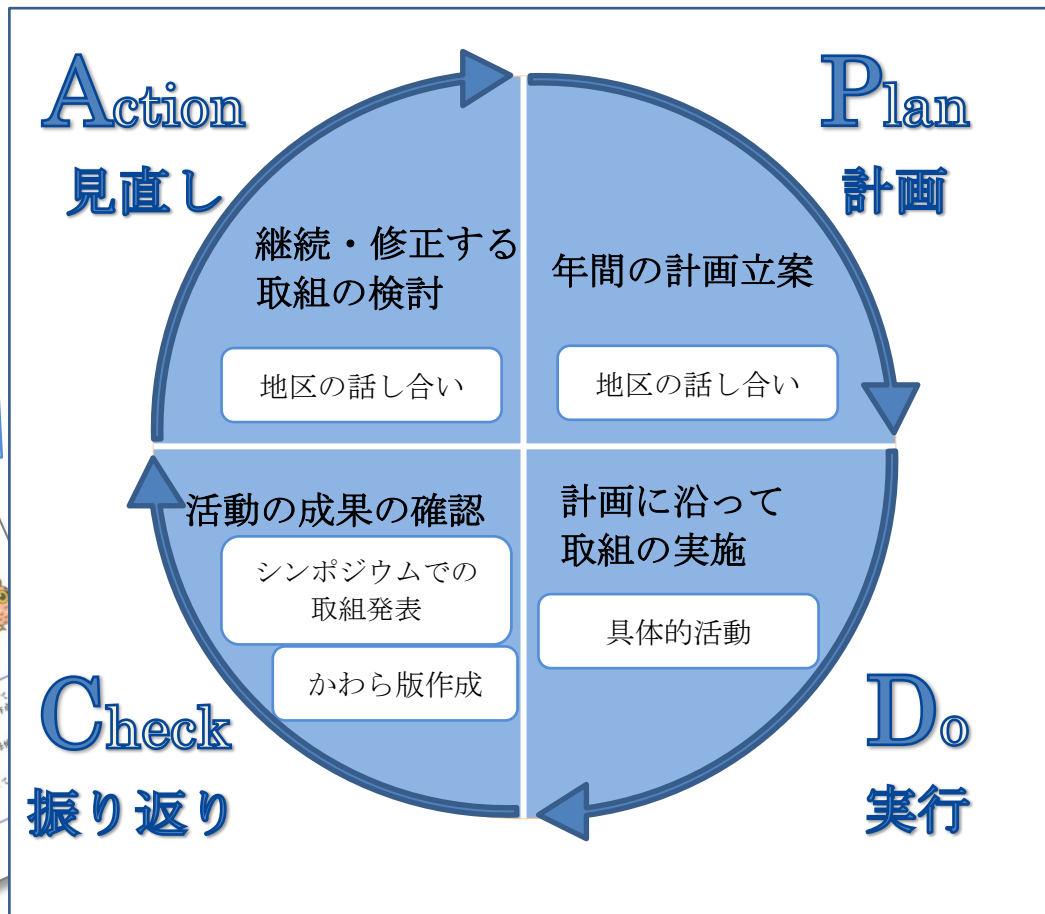 Action
見直し
Plan
計画
継続・修正する
取組の検討
地区の話し合い
年間の計画立案
地区の話し合い
活動の成果の確認
シンポジウムでの
取組発表
かわら版作成
計画に沿って
取組の実施
具体的活動
Check
振り返り
Do
実行